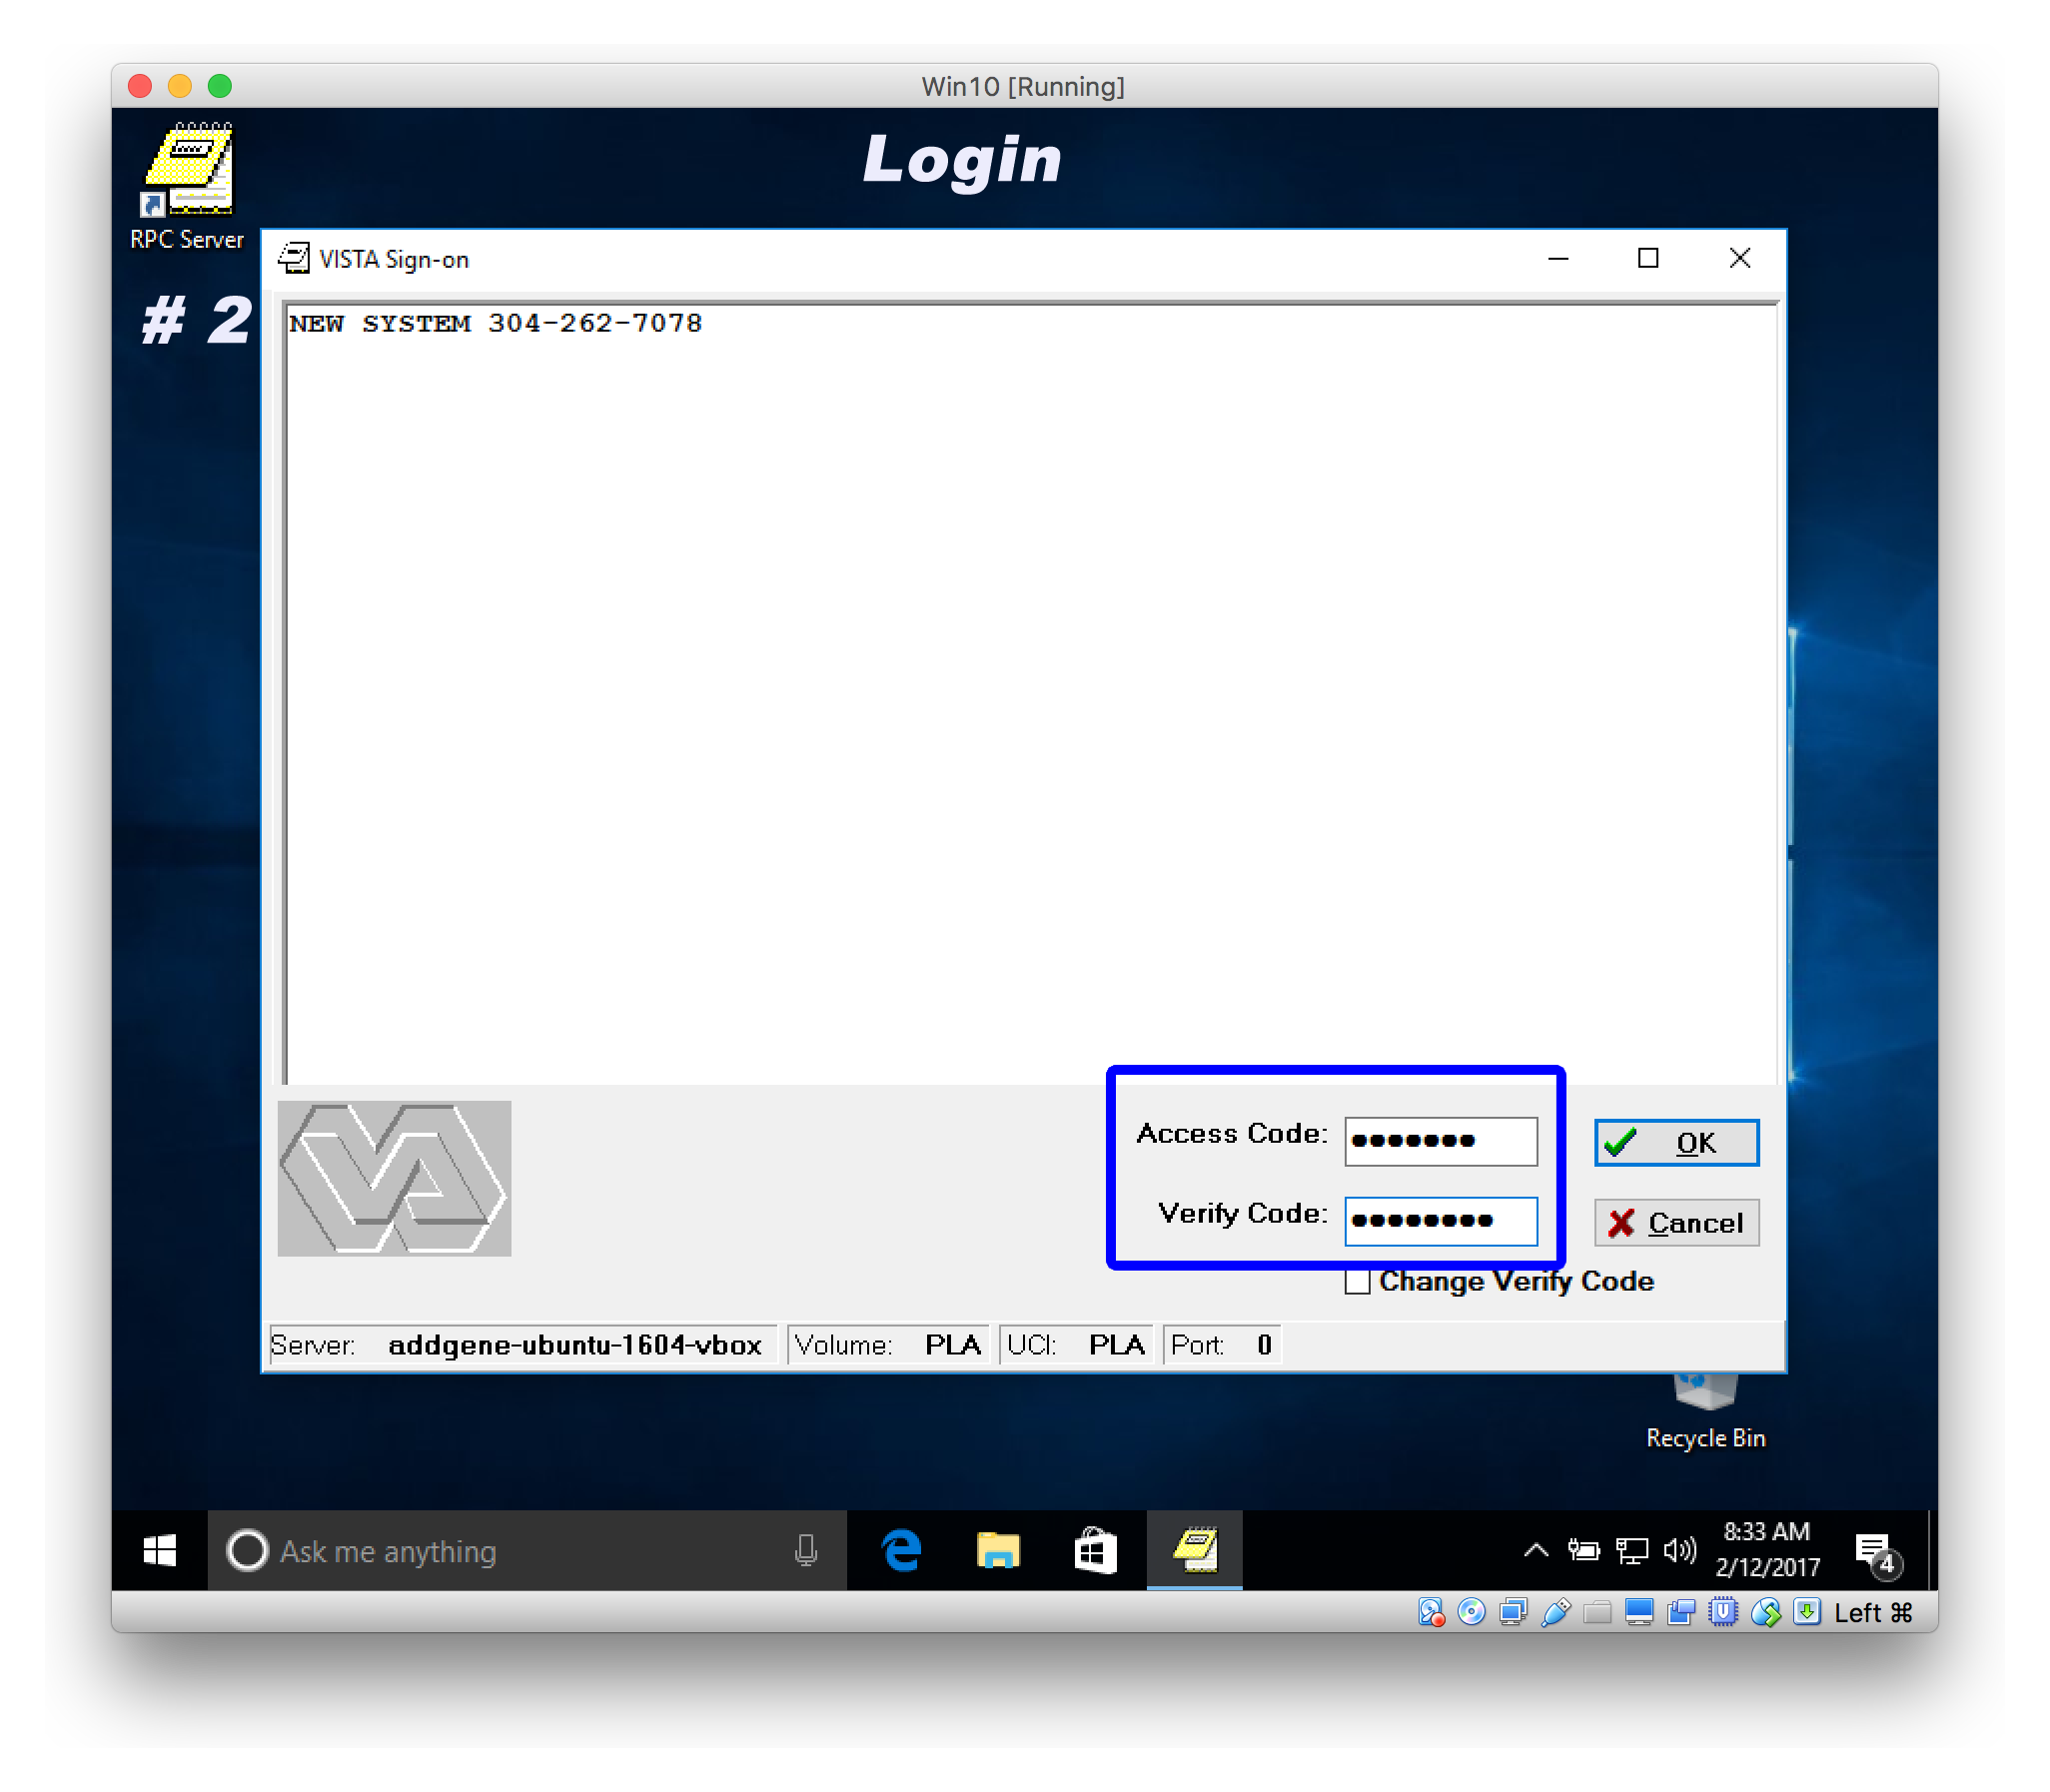 Win10 [Running]
Login
RPC Server
# 2
VISTA Sign-on
NEW SYSTEM 304-262-7078
Access Code:
OK
Verify Code:
Cancel
Change Verify Code
Server: addgene-ubuntu-1604-vbox Volume: PLA UCI: PLA Port: 0
Recycle Bin
Ask me anything
8:33 AM
2/12/2017
4
Left ⌘